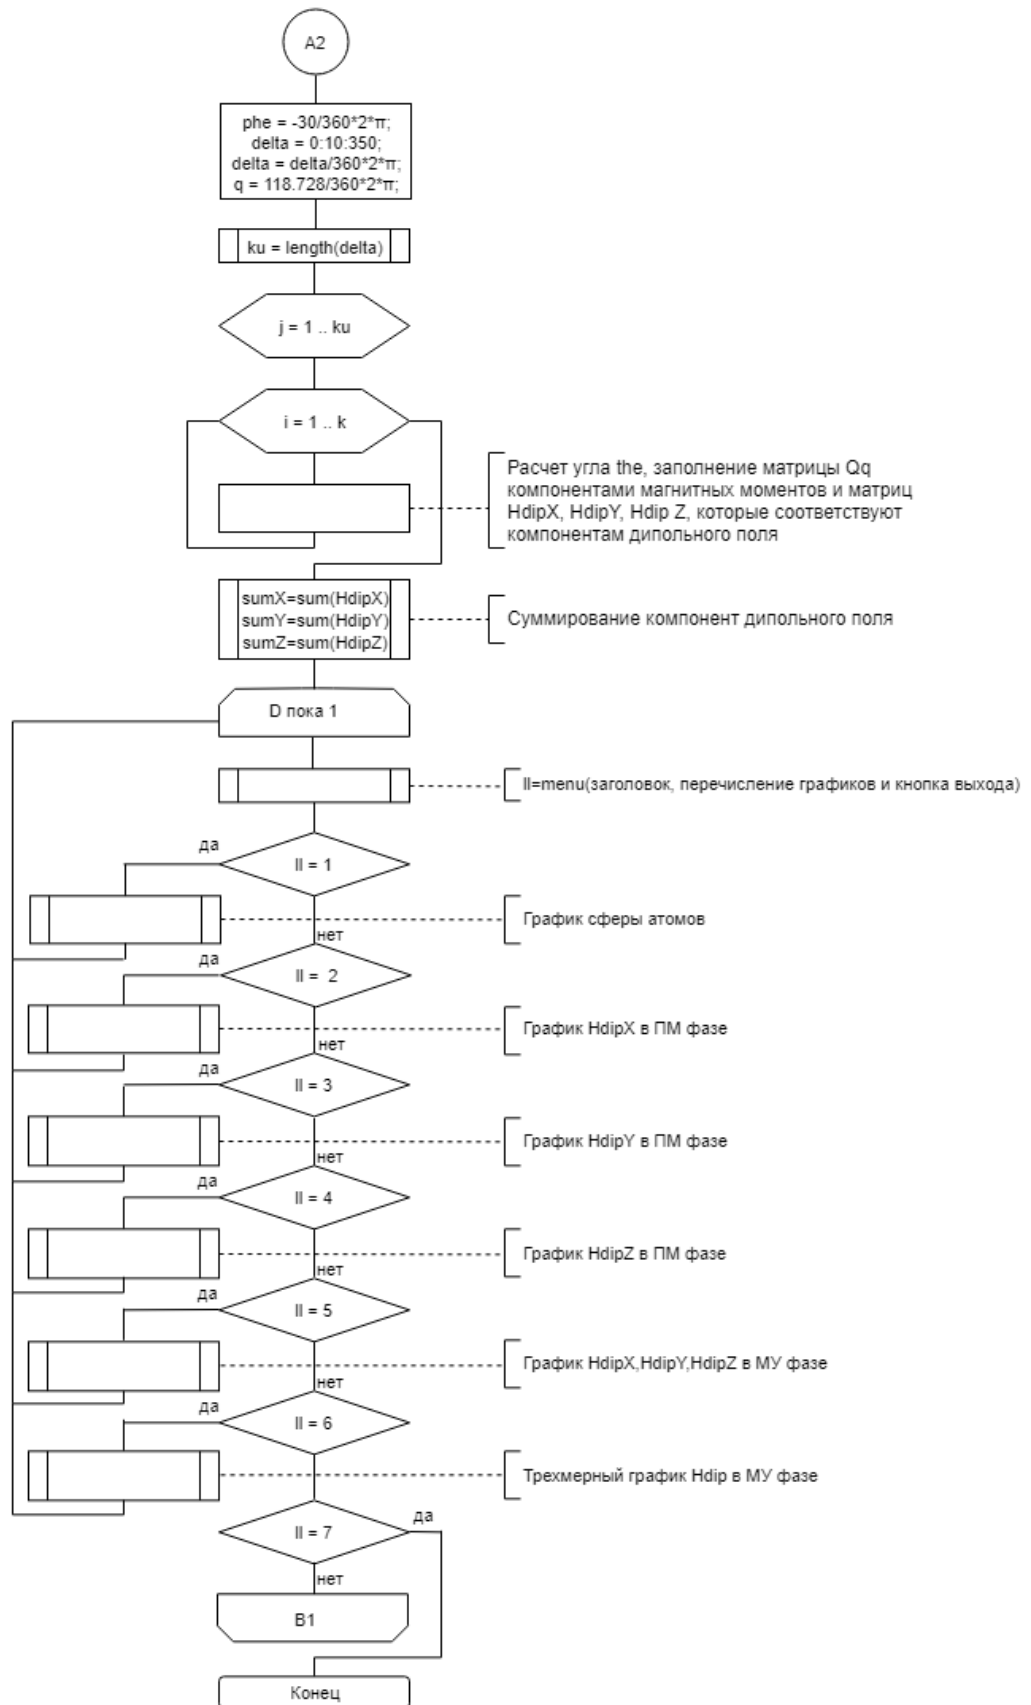 A2
phe = -30/360*2*π;
delta = 0:10:350;
delta = delta/360*2*π;
q = 118.728/360*2*π;
ku = length(delta)
j = 1 .. ku
i = 1 .. k
Расчет угла the, заполнение матрицы Qq
компонентами магнитных моментов и матриц
HdipX, HdipY, Hdip Z, которые соответствуют
компонентам дипольного поля
sumX=sum(HdipX)
sumY=sum(HdipY)
sumZ=sum(HdipZ)
Суммирование компонент дипольного поля
D пока 1
ll=menu(заголовок, перечисление графиков и кнопка выхода)
да
ll = 1
График сферы атомов
нет
да
ll = 2
График HdipX в ПМ фазе
нет
да
ll = 3
График HdipY в ПМ фазе
нет
да
ll = 4
График HdipZ в ПМ фазе
нет
да
ll = 5
График HdipX,HdipY,HdipZ в МУ фазе
нет
да
ll = 6
Трехмерный график Hdip в МУ фазе
да
ll = 7
нет
B1
Конец